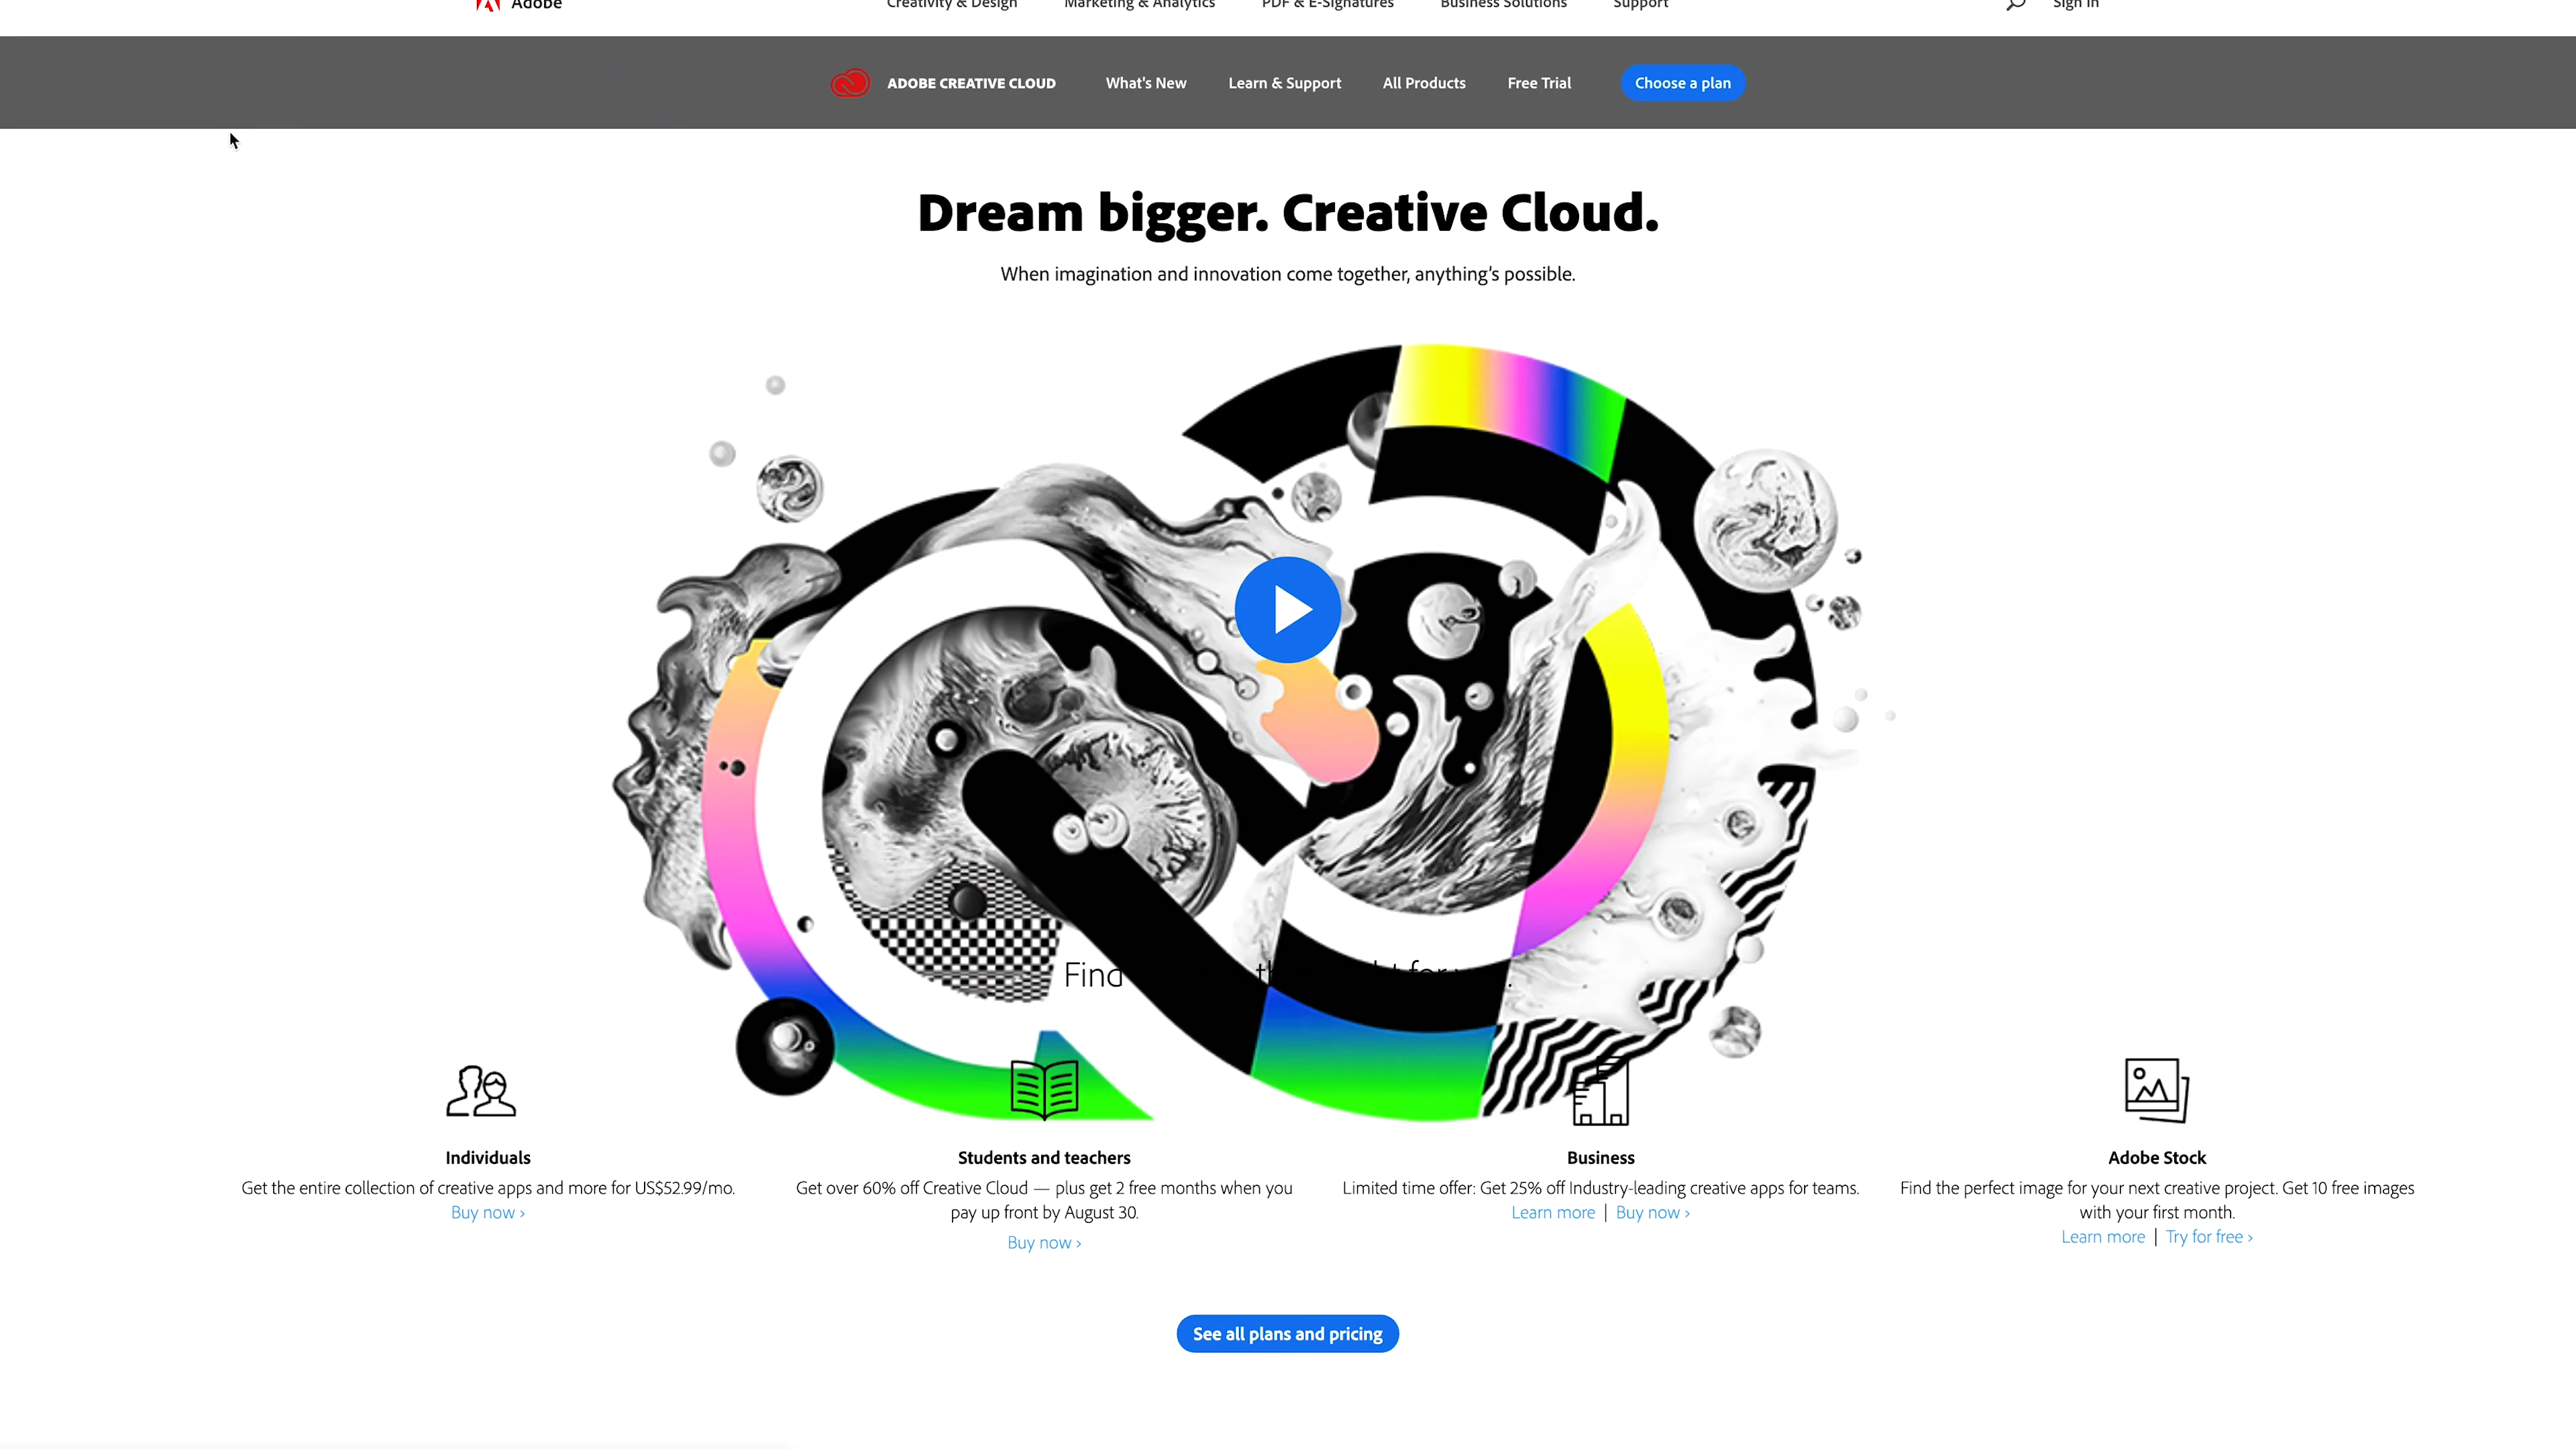 Adobe
Creativity & Design
Marketing & Analytics
PDF & E-Signatures
Business Solutions
Support
Sign In
ADOBE CREATIVE CLOUD
What's New
Learn & Support
All Products
Free Trial
Choose a plan
Dream bigger. Creative Cloud.
When imagination and innovation come together, anything's possible.
Find
Individuals
Get the entire collection of creative apps and more for US$52.99/mo.
Buy now ›
Students and teachers
Get over 60% off Creative Cloud — plus get 2 free months when you
pay up front by August 30.
Buy now ›
Business
Limited time offer: Get 25% off Industry-leading creative apps for teams.
Learn more | Buy now ›
Adobe Stock
Find the perfect image for your next creative project. Get 10 free images
with your first month.
Learn more | Try for free ›
See all plans and pricing